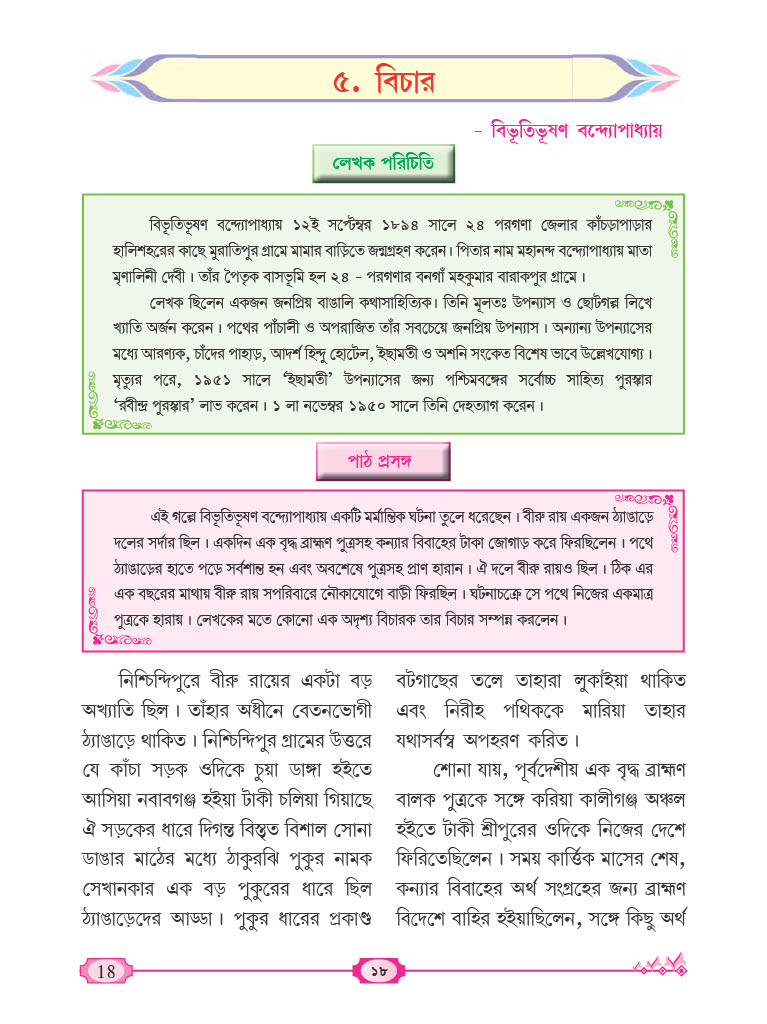 ৫. বিচার
- বিভূতিভূষণ বন্দ্যোপাধ্যায়
লেখক পরিচিতি
বিভূতিভূষণ বন্দ্যোপাধ্যায় ১২ই সপ্টেম্বর ১৮৯৪ সালে ২৪ পরগণা জেলার কাঁচড়াপাড়ার
হালিশহরের কাছে মুরাতিপুর গ্রামে মামার বাড়িতে জন্মগ্রহণ করেন। পিতার নাম মহানন্দ বন্দ্যোপাধ্যায় মাতা
মৃণালিনী দেবী। তাঁর পৈতৃক বাসভূমি হল ২৪ - পরগণার বনগাঁ মহকুমার বারাকপুর গ্রামে।
লেখক ছিলেন একজন জনপ্রিয় বাঙালি কথাসাহিত্যিক। তিনি মূলতঃ উপন্যাস ও ছোটগল্প লিখে
খ্যাতি অর্জন করেন। পথের পাঁচালী ও অপরাজিত তাঁর সবচেয়ে জনপ্রিয় উপন্যাস। অন্যান্য উপন্যাসের
মধ্যে আরণ্যক, চাঁদের পাহাড়, আদর্শ হিন্দু হোটেল, ইছামতী ও অশনি সংকেত বিশেষ ভাবে উল্লেখযোগ্য।
মৃত্যুর পরে, ১৯৫১ সালে ‘ইছামতী’ উপন্যাসের জন্য পশ্চিমবঙ্গের সর্বোচ্চ সাহিত্য পুরস্কার
‘রবীন্দ্র পুরস্কার’ লাভ করেন। ১ লা নভেম্বর ১৯৫০ সালে তিনি দেহত্যাগ করেন।
পাঠ প্রসঙ্গ
এই গল্পে বিভূতিভূষণ বন্দ্যোপাধ্যায় একটি মর্মান্তিক ঘটনা তুলে ধরেছেন। বীরু রায় একজন ঠ্যাঙাড়ে
দলের সর্দার ছিল। একদিন এক বৃদ্ধ ব্রাহ্মণ পুত্রসহ কন্যার বিবাহের টাকা জোগাড় করে ফিরছিলেন। পথে
ঠ্যাঙাড়ের হাতে পড়ে সর্বশান্ত হন এবং অবশেষে পুত্রসহ প্রাণ হারান। ঐ দলে বীরু রায়ও ছিল। ঠিক এর
এক বছরের মাথায় বীরু রায় সপরিবারে নৌকাযোগে বাড়ী ফিরছিল। ঘটনাচক্রে সে পথে নিজের একমাত্র
পুত্রকে হারায়। লেখকের মতে কোনো এক অদৃশ্য বিচারক তার বিচার সম্পন্ন করলেন।
নিশ্চিন্দিপুরে বীরু রায়ের একটা বড়
অখ্যাতি ছিল। তাঁহার অধীনে বেতনভোগী
ঠ্যাঙাড়ে থাকিত। নিশ্চিন্দিপুর গ্রামের উত্তরে
যে কাঁচা সড়ক ওদিকে চুয়া ডাঙ্গা হইতে
আসিয়া নবাবগঞ্জ হইয়া টাকী চলিয়া গিয়াছে
ঐ সড়কের ধারে দিগন্ত বিস্তৃত বিশাল সোনা
ডাঙার মাঠের মধ্যে ঠাকুরঝি পুকুর নামক
সেখানকার এক বড় পুকুরের ধারে ছিল
ঠ্যাঙাড়েদের আড্ডা। পুকুর ধারের প্রকাণ্ড
বটগাছের তলে তাহারা লুকাইয়া থাকিত
এবং নিরীহ পথিককে মারিয়া তাহার
যথাসর্বস্ব অপহরণ করিত।
শোনা যায়, পূর্বদেশীয় এক বৃদ্ধ ব্রাহ্মণ
বালক পুত্রকে সঙ্গে করিয়া কালীগঞ্জ অঞ্চল
হইতে টাকী শ্রীপুরের ওদিকে নিজের দেশে
ফিরিতেছিলেন। সময় কার্ত্তিক মাসের শেষ,
কন্যার বিবাহের অর্থ সংগ্রহের জন্য ব্রাহ্মণ
বিদেশে বাহির হইয়াছিলেন, সঙ্গে কিছু অর্থ
18
১৮